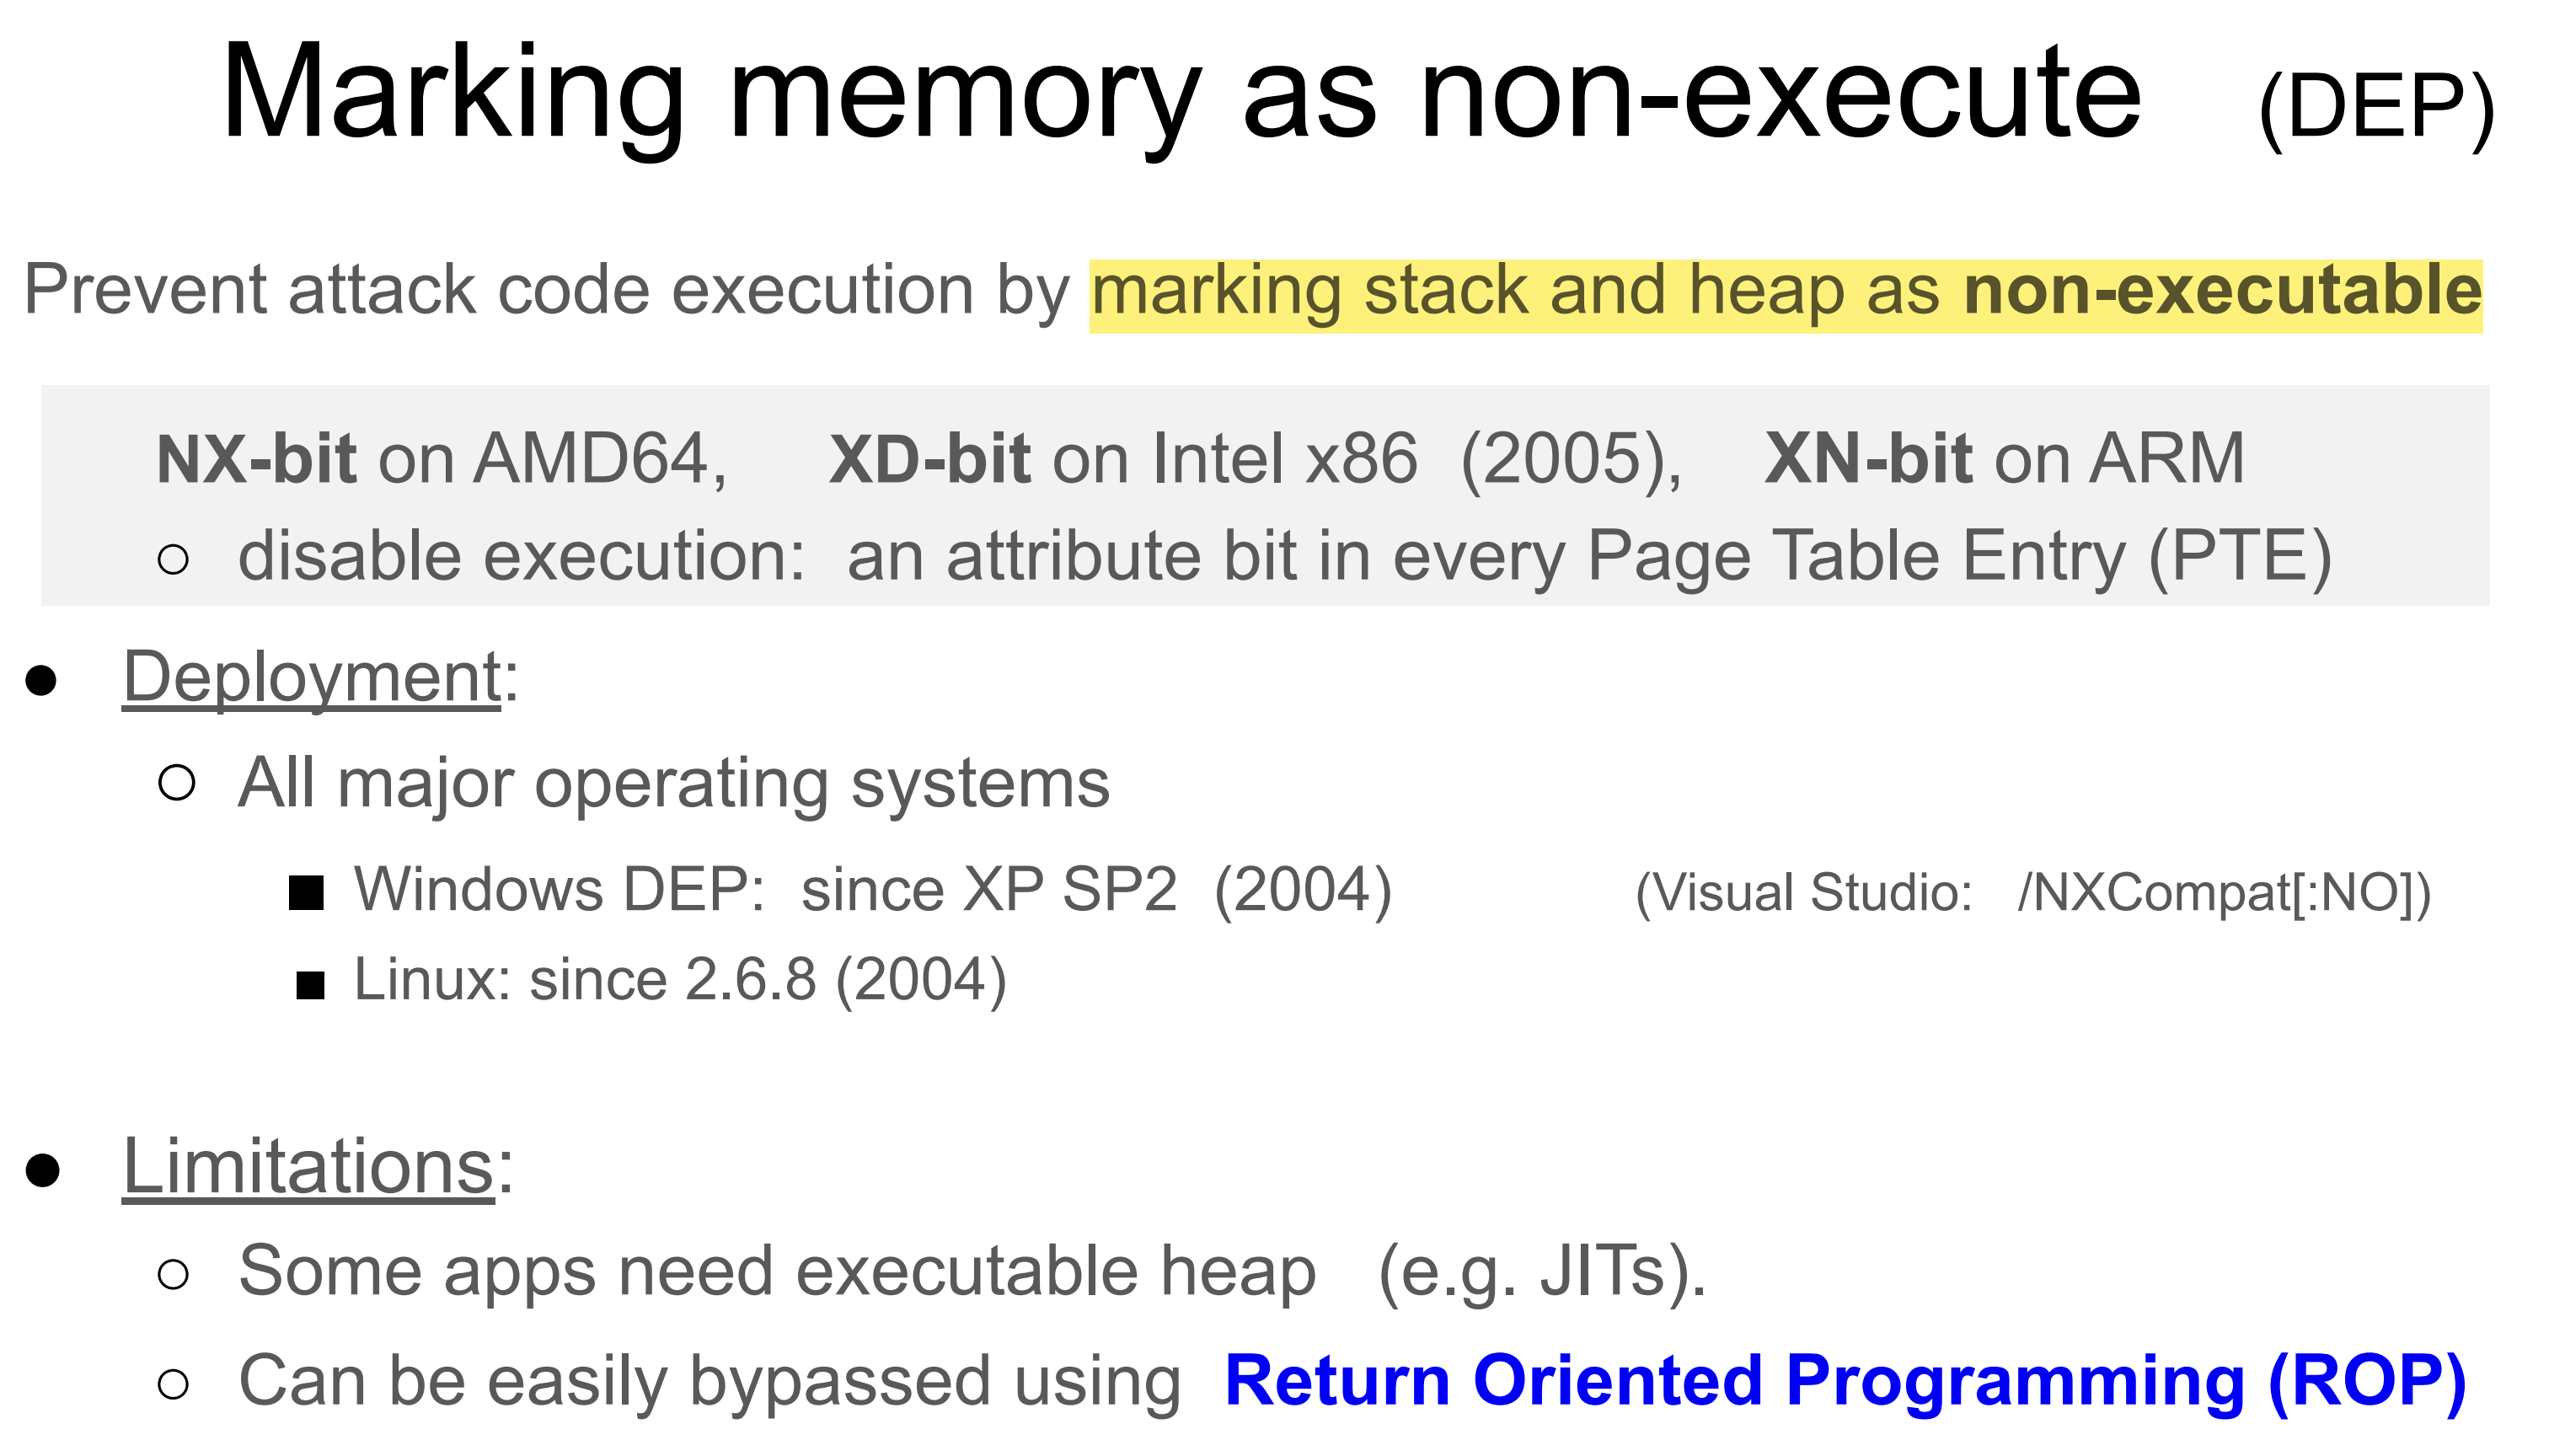 Marking memory as non-execute (DEP)
Prevent attack code execution by marking stack and heap as non-executable
NX-bit on AMD64, XD-bit on Intel x86 (2005), XN-bit on ARM
○ disable execution: an attribute bit in every Page Table Entry (PTE)
● Deployment:
○ All major operating systems
■ Windows DEP: since XP SP2 (2004) (Visual Studio: /NXCompat[:NO])
■ Linux: since 2.6.8 (2004)
● Limitations:
○ Some apps need executable heap (e.g. JITs).
○ Can be easily bypassed using Return Oriented Programming (ROP)